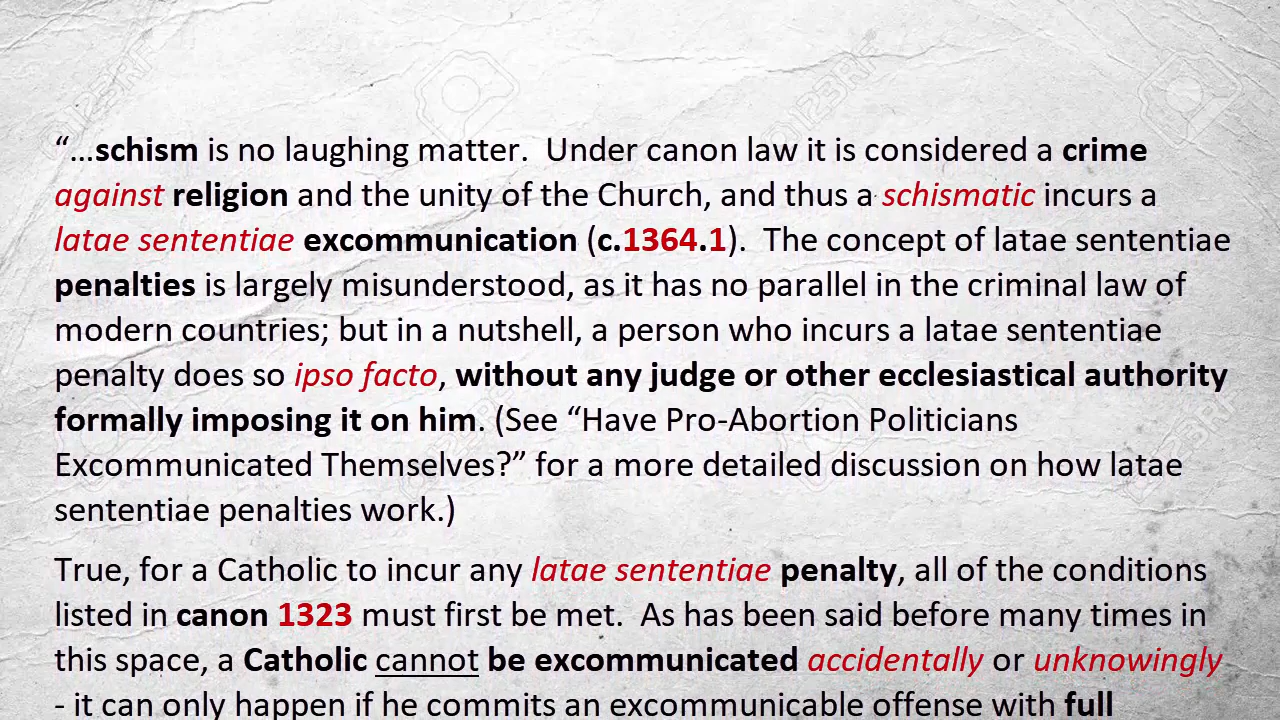 “…schism is no laughing matter.  Under canon law it is considered a crime
against religion and the unity of the Church, and thus a schismatic incurs a
latae sententiae excommunication (c.1364.1).  The concept of latae sententiae
penalties is largely misunderstood, as it has no parallel in the criminal law of
modern countries; but in a nutshell, a person who incurs a latae sententiae
penalty does so ipso facto, without any judge or other ecclesiastical authority
formally imposing it on him. (See “Have Pro-Abortion Politicians
Excommunicated Themselves?” for a more detailed discussion on how latae
sententiae penalties work.)
True, for a Catholic to incur any latae sententiae penalty, all of the conditions
listed in canon 1323 must first be met.  As has been said before many times in
this space, a Catholic cannot be excommunicated accidentally or unknowingly
- it can only happen if he commits an excommunicable offense with full